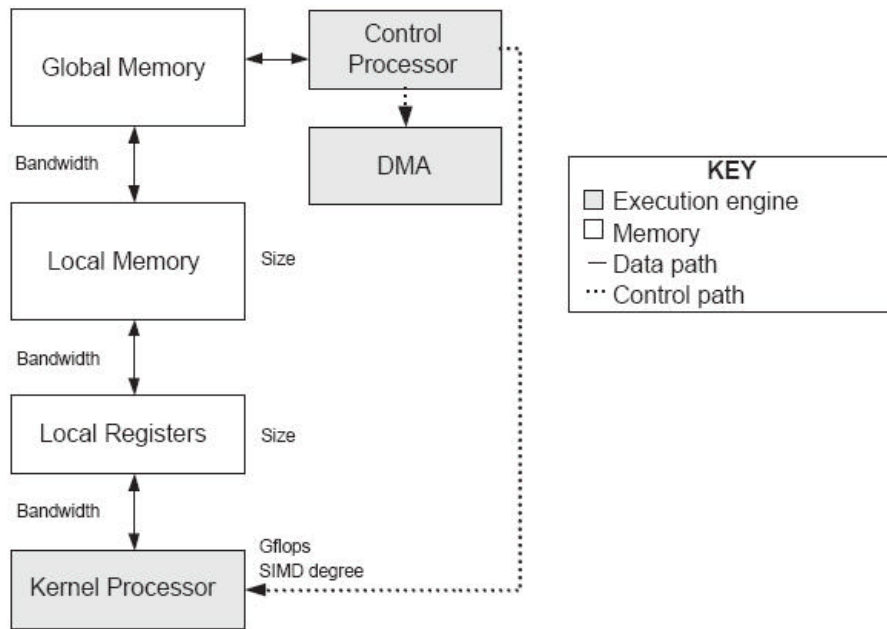 Global Memory
Control
Processor
DMA
Bandwidth
Local Memory
Size
Bandwidth
Local Registers
Size
Bandwidth
Gflops
SIMD degree
Kernel Processor
KEY
Execution engine
Memory
Data path
Control path